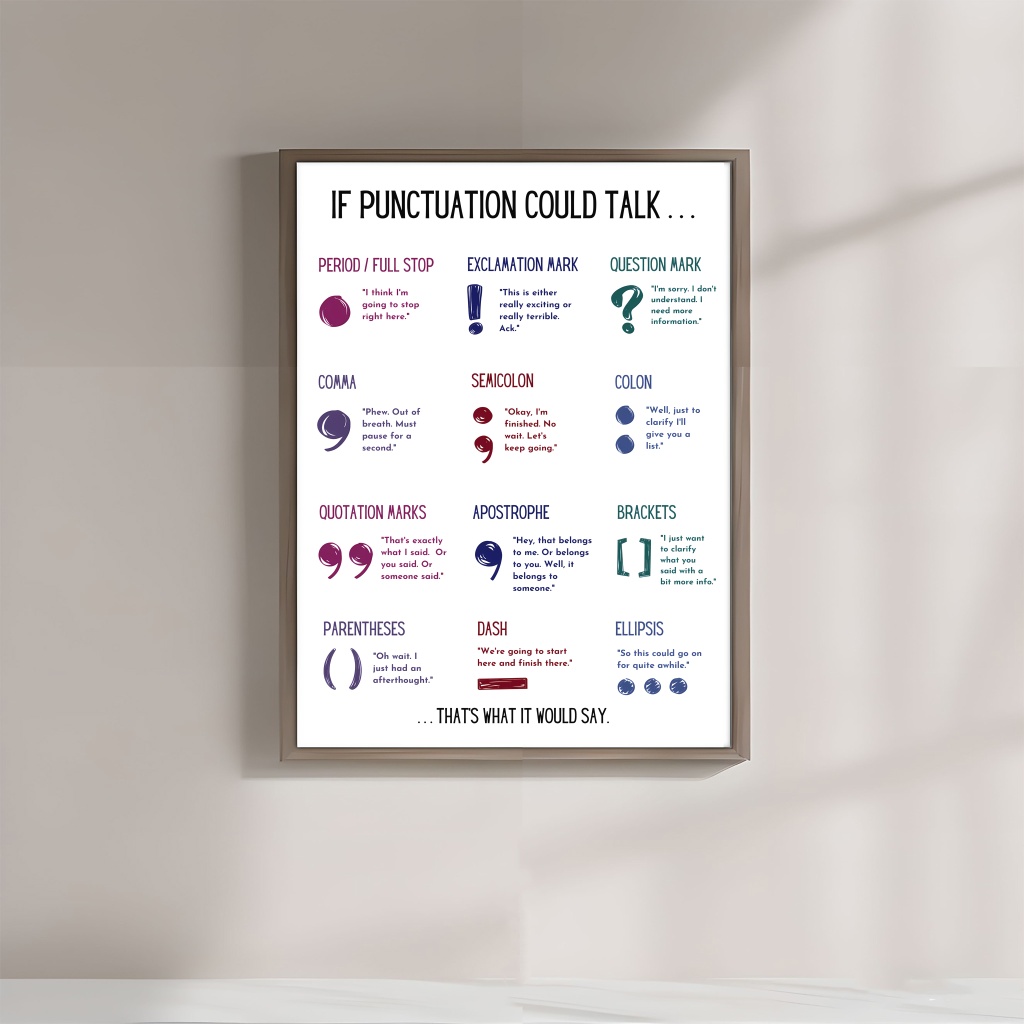 IF PUNCTUATION COULD TALK . . .
PERIOD / FULL STOP
"I think I'm
going to stop
right here."
EXCLAMATION MARK
"This is either
really exciting or
really terrible.
Ack."
QUESTION MARK
"I'm sorry. I don't
understand. I
need more
information."
COMMA
"Phew. Out of
breath. Must
pause for a
second."
SEMICOLON
"Okay, I'm
finished. No
wait. Let's
keep going."
COLON
"Well, just to
clarify I'll
give you a
list."
QUOTATION MARKS
"That's exactly
what I said. Or
you said. Or
someone said."
APOSTROPHE
"Hey, that belongs
to me. Or belongs
to you. Well, it
belongs to
someone."
BRACKETS
"I just want
to clarify
what you
said with a
bit more info."
PARENTHESES
"Oh wait. I
just had an
afterthought."
DASH
"We're going to start
here and finish there."
ELLIPSIS
"So this could go on
for quite awhile."
. . . THAT'S WHAT IT WOULD SAY.